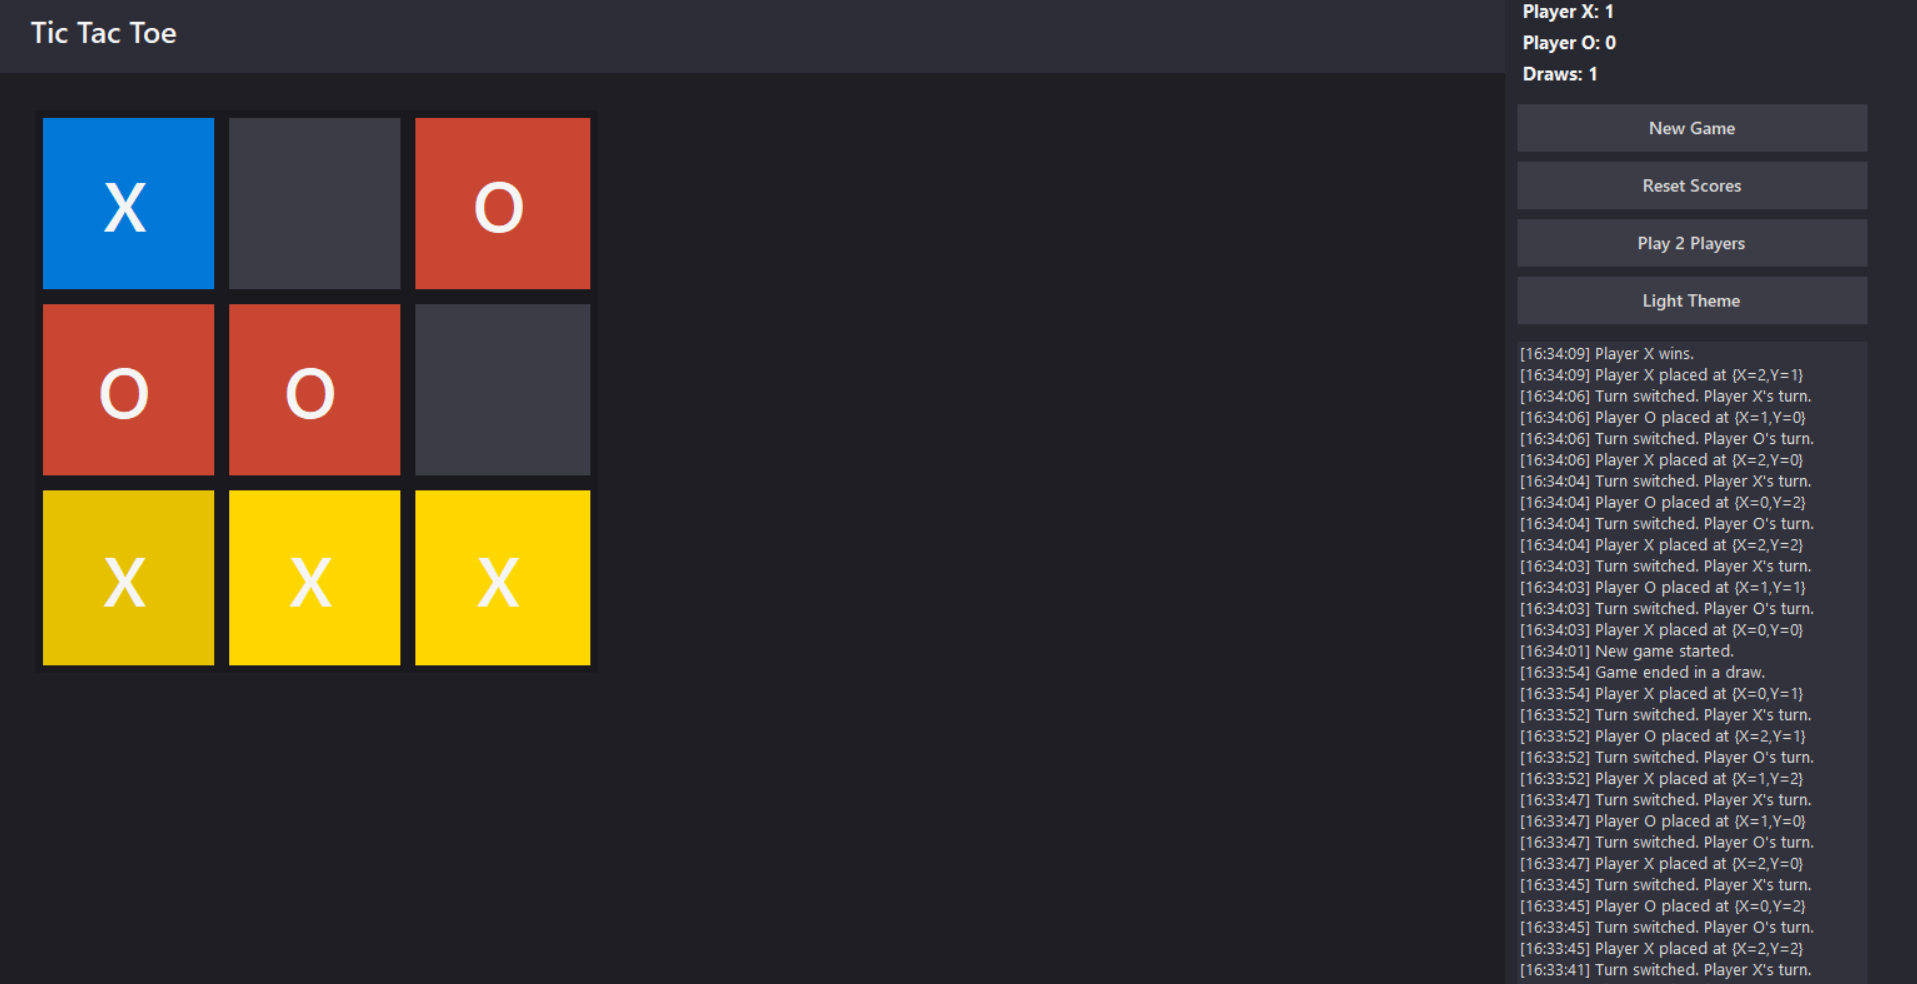 Tic Tac Toe
X O
O O
X X X
Player X: 1
Player O: 0
Draws: 1
New Game
Reset Scores
Play 2 Players
Light Theme
[16:34:09] Player X wins.
[16:34:09] Player X placed at {X=2,Y=1}
[16:34:06] Turn switched. Player X's turn.
[16:34:06] Player O placed at {X=1,Y=0}
[16:34:06] Turn switched. Player O's turn.
[16:34:06] Player X placed at {X=2,Y=0}
[16:34:04] Turn switched. Player X's turn.
[16:34:04] Player O placed at {X=0,Y=2}
[16:34:04] Turn switched. Player O's turn.
[16:34:04] Player X placed at {X=2,Y=2}
[16:34:03] Turn switched. Player X's turn.
[16:34:03] Player O placed at {X=1,Y=1}
[16:34:03] Turn switched. Player O's turn.
[16:34:03] Player X placed at {X=0,Y=0}
[16:34:01] New game started.
[16:33:54] Game ended in a draw.
[16:33:54] Player X placed at {X=0,Y=1}
[16:33:52] Turn switched. Player X's turn.
[16:33:52] Player O placed at {X=2,Y=1}
[16:33:52] Turn switched. Player O's turn.
[16:33:52] Player X placed at {X=1,Y=2}
[16:33:47] Turn switched. Player X's turn.
[16:33:47] Player O placed at {X=1,Y=0}
[16:33:47] Turn switched. Player O's turn.
[16:33:47] Player X placed at {X=2,Y=0}
[16:33:45] Turn switched. Player X's turn.
[16:33:45] Player O placed at {X=0,Y=2}
[16:33:45] Turn switched. Player O's turn.
[16:33:45] Player X placed at {X=2,Y=2}
[16:33:41] Turn switched. Player X's turn.